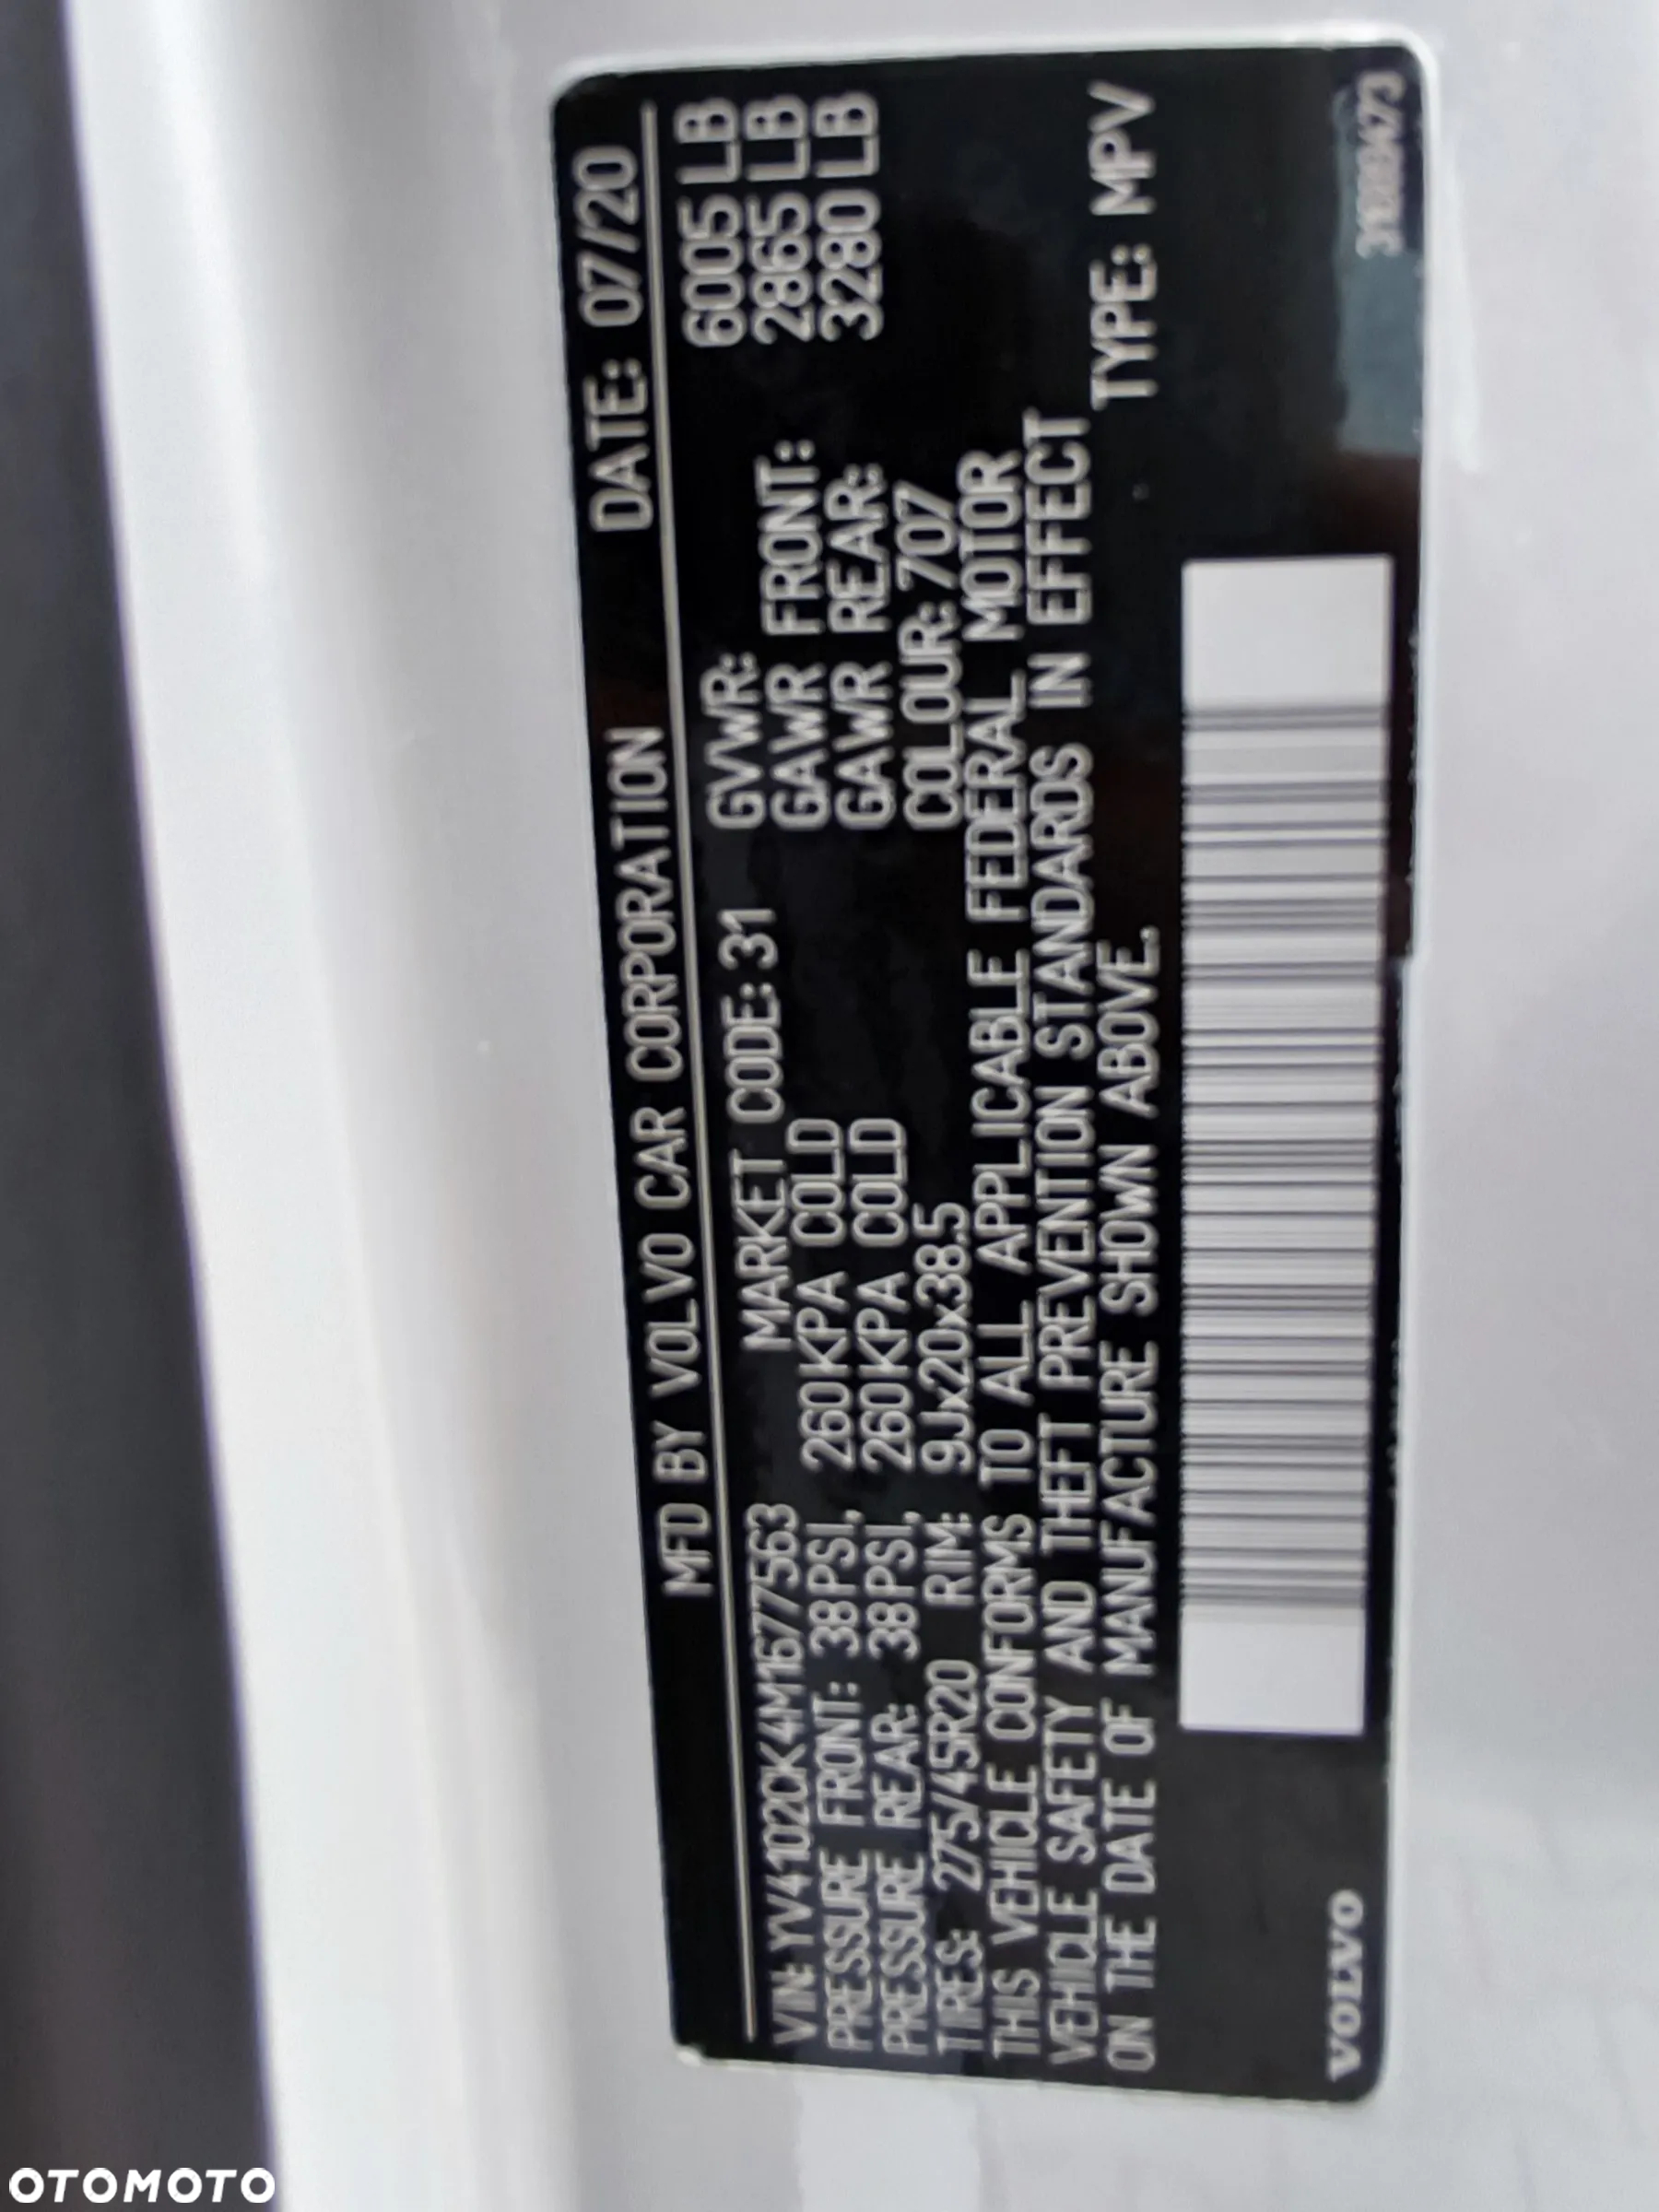 MFD BY VOLVO CAR CORPORATION DATE: 07/20
VIN: YV4102CK4M1677563 MARKET CODE: 31 GVWR: 6005 LB
PRESSURE FRONT: 38PSI, 260KPA COLD GAWR FRONT: 2865 LB
PRESSURE REAR: 38PSI, 260KPA COLD GAWR REAR: 3280 LB
TIRES: 275/45R20 RIM: 9Jx20x38.5 COLOUR: 707
THIS VEHICLE CONFORMS TO ALL APPLICABLE FEDERAL MOTOR
VEHICLE SAFETY AND THEFT PREVENTION STANDARDS IN EFFECT
ON THE DATE OF MANUFACTURE SHOWN ABOVE. TYPE: MPV
VOLVO
OTOMOTO